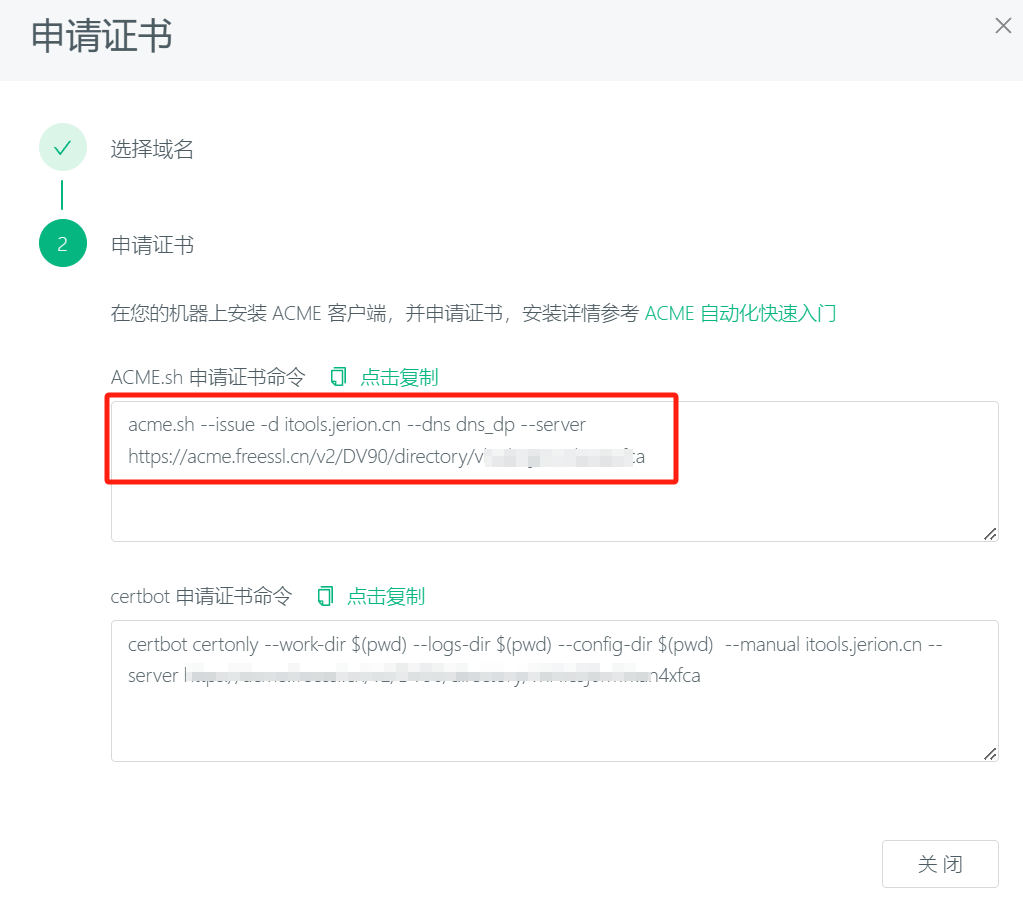 申请证书
选择域名
2
申请证书
在您的机器上安装 ACME 客户端，并申请证书，安装详情参考 ACME 自动化快速入门
ACME.sh 申请证书命令 点击复制
acme.sh --issue -d itools.jerion.cn --dns dns_dp --server
https://acme.freessl.cn/v2/DV90/directory/v
certbot 申请证书命令 点击复制
certbot certonly --work-dir $(pwd) --logs-dir $(pwd) --config-dir $(pwd)  --manual itools.jerion.cn --
server n4xfca
关 闭